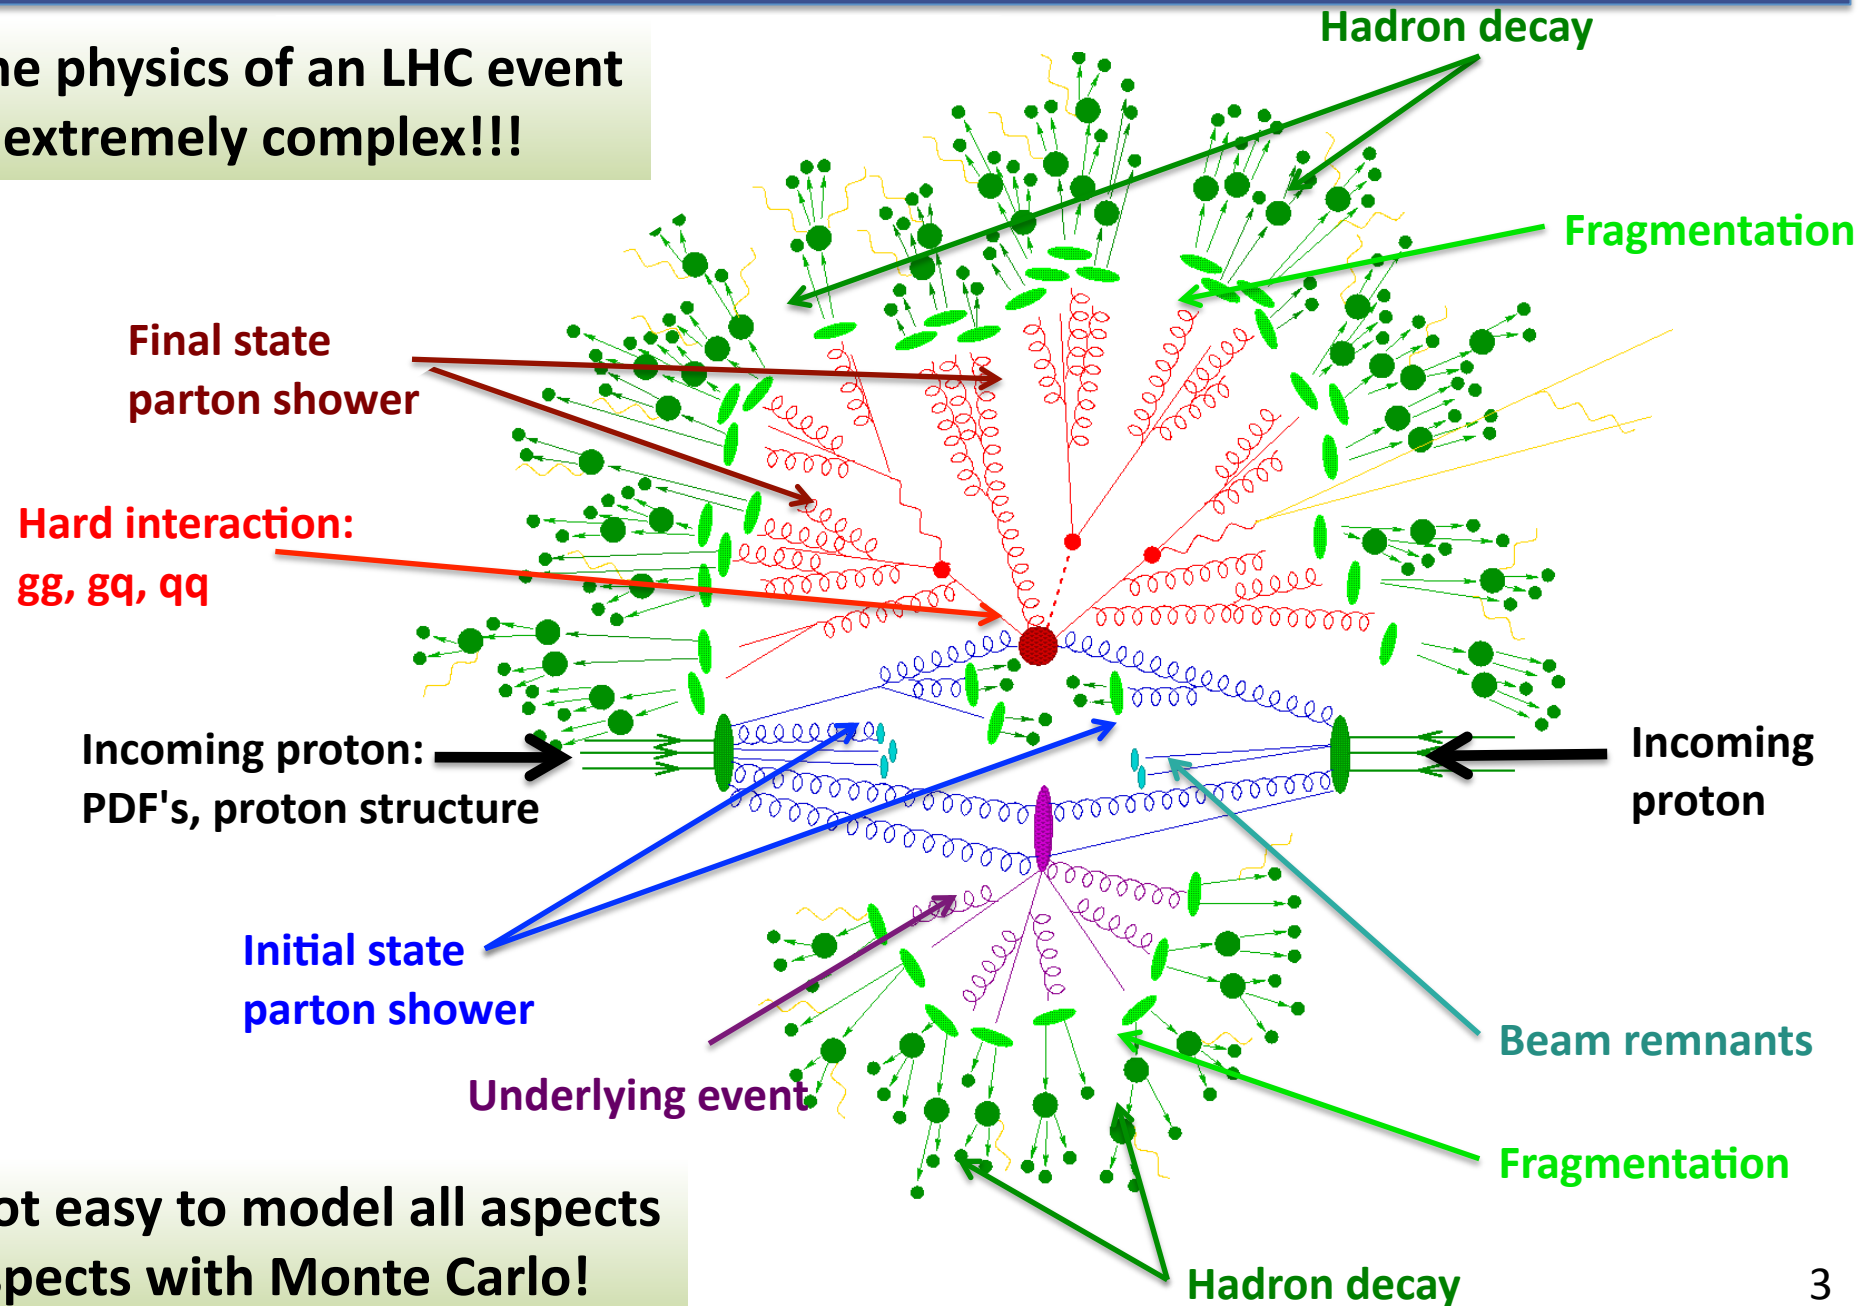 he physics of an LHC event
extremely complex!!!
Hadron decay
Fragmentation
Final state
parton shower
Hard interaction:
gg, gq, qq
Incoming proton:
PDF's, proton structure
Incoming
proton
Initial state
parton shower
Underlying event
Beam remnants
Fragmentation
ot easy to model all aspects
spects with Monte Carlo!
Hadron decay
3